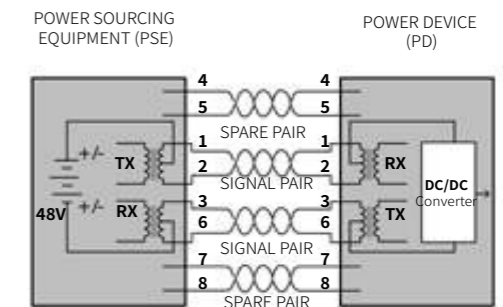 POWER SOURCING
EQUIPMENT (PSE)
POWER DEVICE
(PD)
4 4
5 5
SPARE PAIR
1 1
+/- TX RX
2 2
SIGNAL PAIR
DC/DC
Converter
3 3
48V +/- RX TX
6 6
SIGNAL PAIR
7 7
8 8
SPARE PAIR